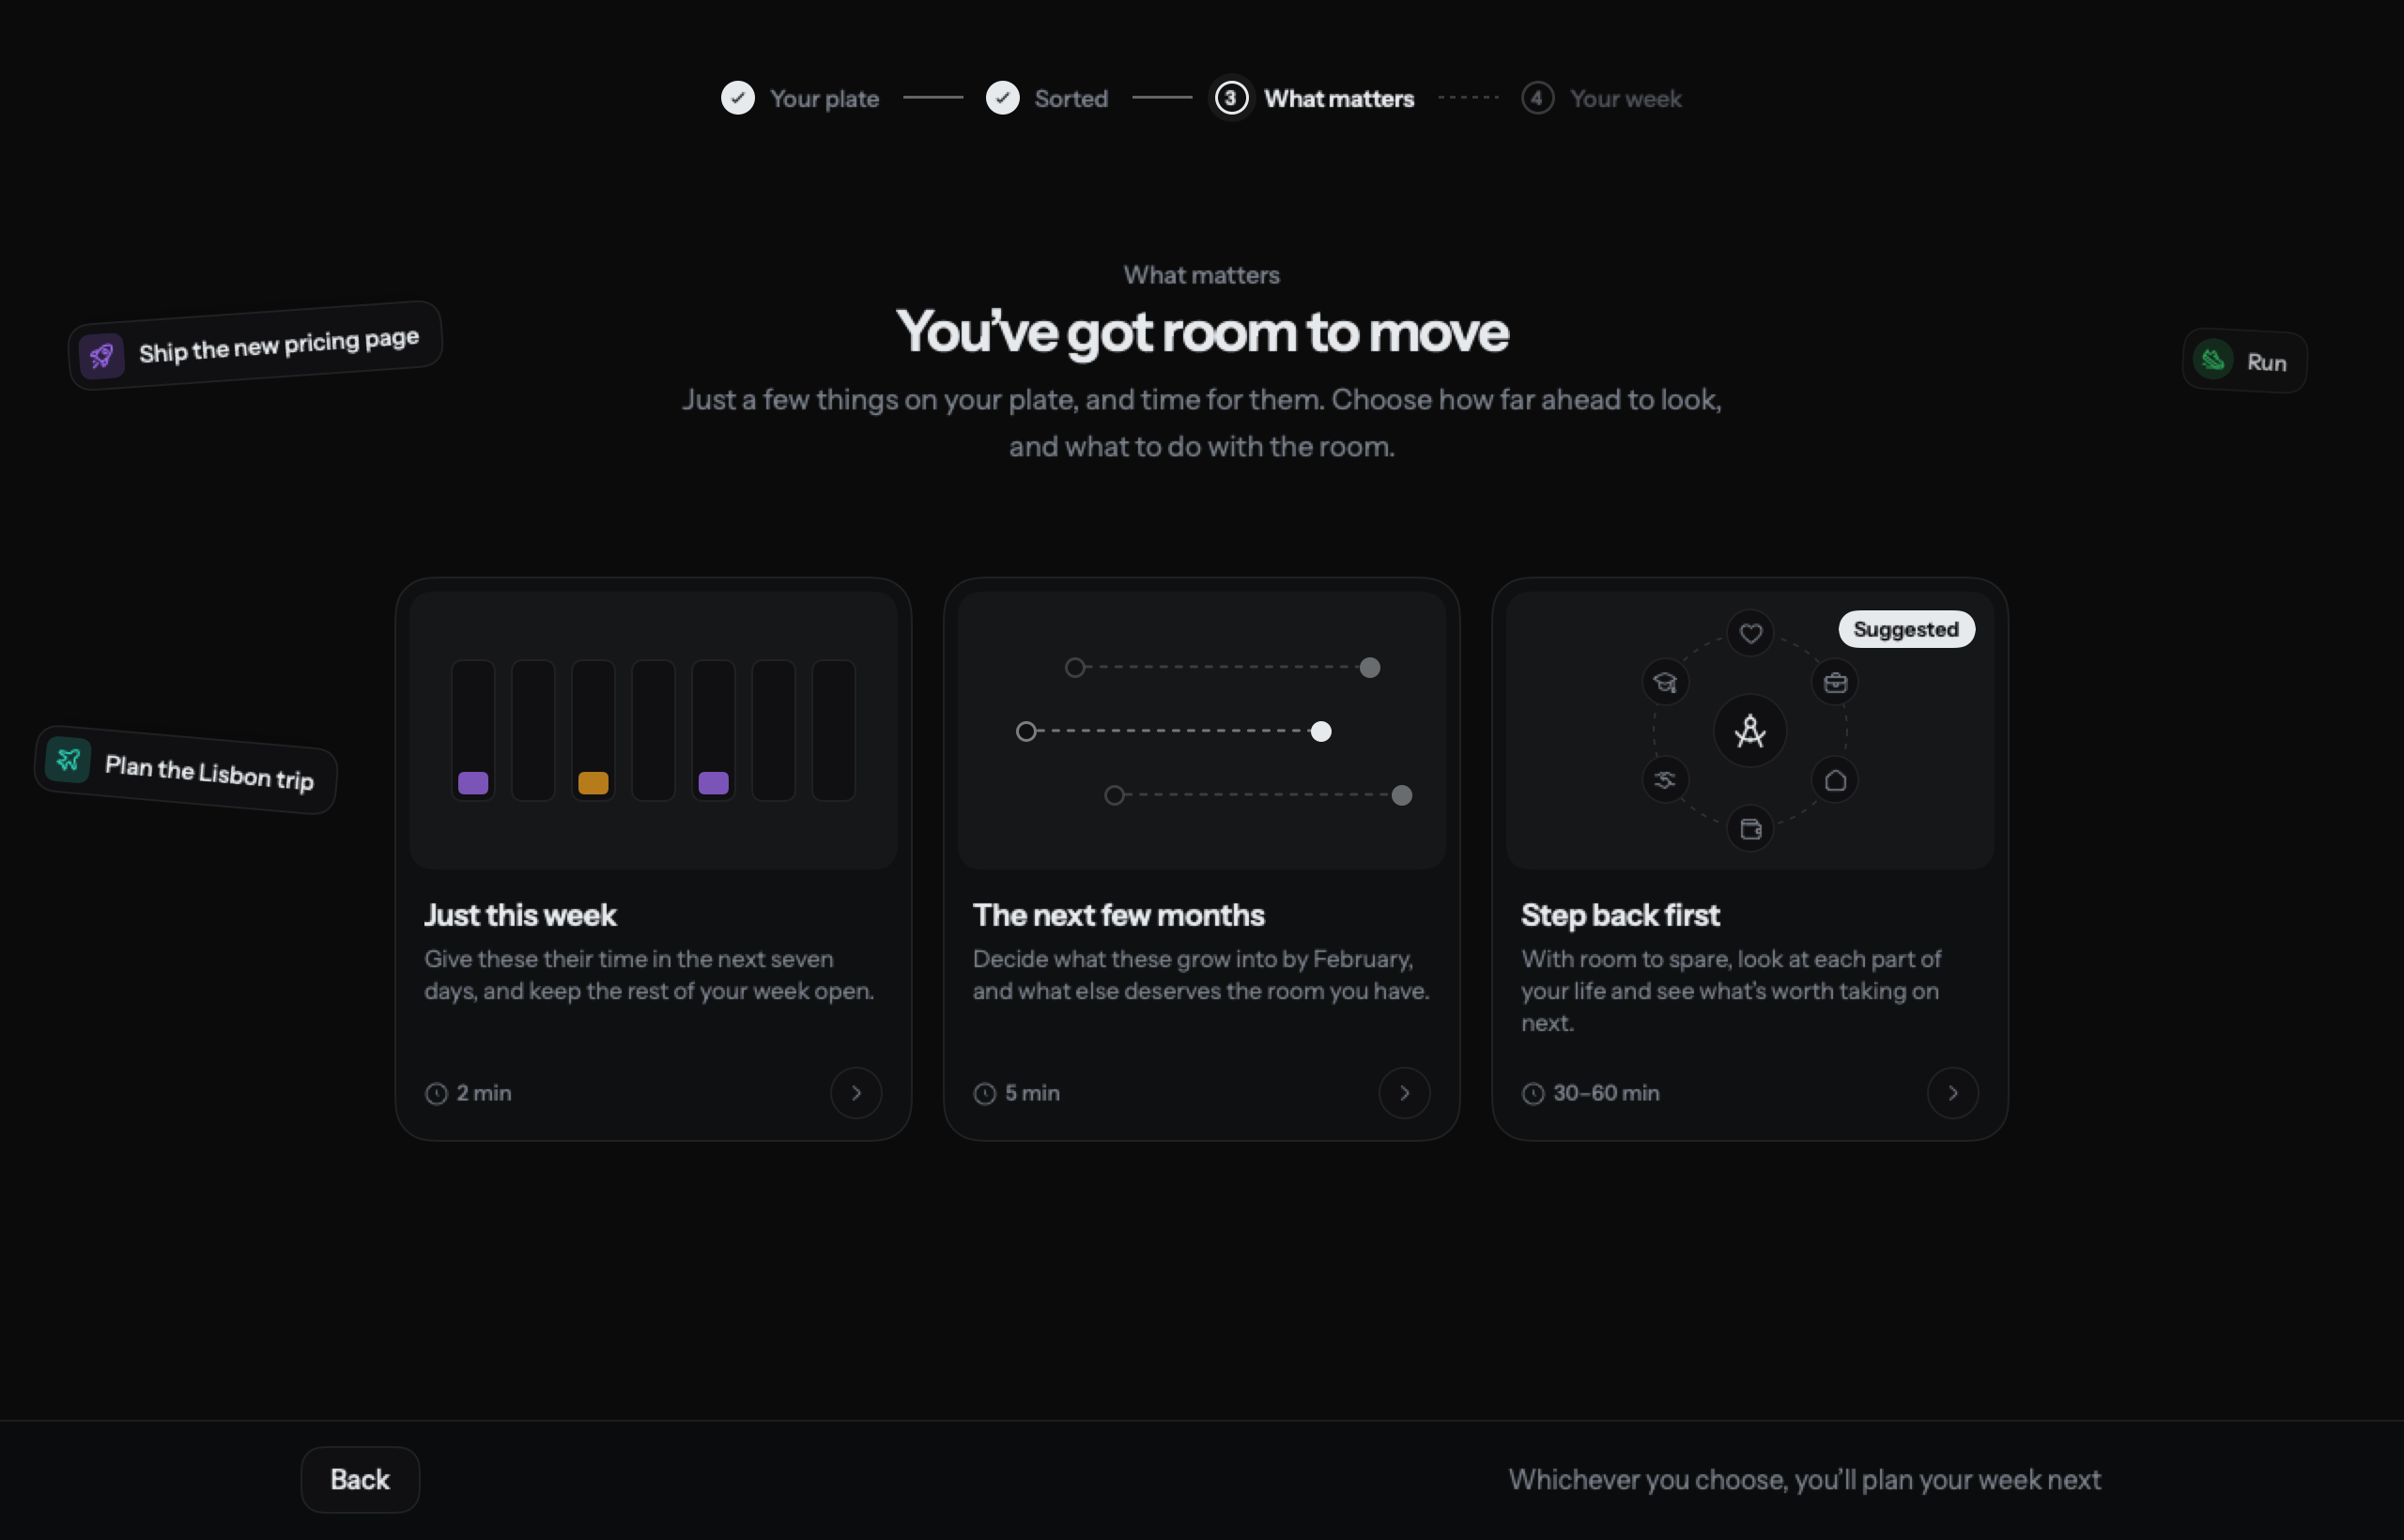 Your plate
Sorted
3 What matters
4 Your week
What matters
You’ve got room to move
Just a few things on your plate, and time for them. Choose how far ahead to look,
and what to do with the room.
Ship the new pricing page
Run
Plan the Lisbon trip
Just this week
Give these their time in the next seven
days, and keep the rest of your week open.
2 min
The next few months
Decide what these grow into by February,
and what else deserves the room you have.
5 min
Suggested
Step back first
With room to spare, look at each part of
your life and see what’s worth taking on
next.
30–60 min
Back
Whichever you choose, you’ll plan your week next